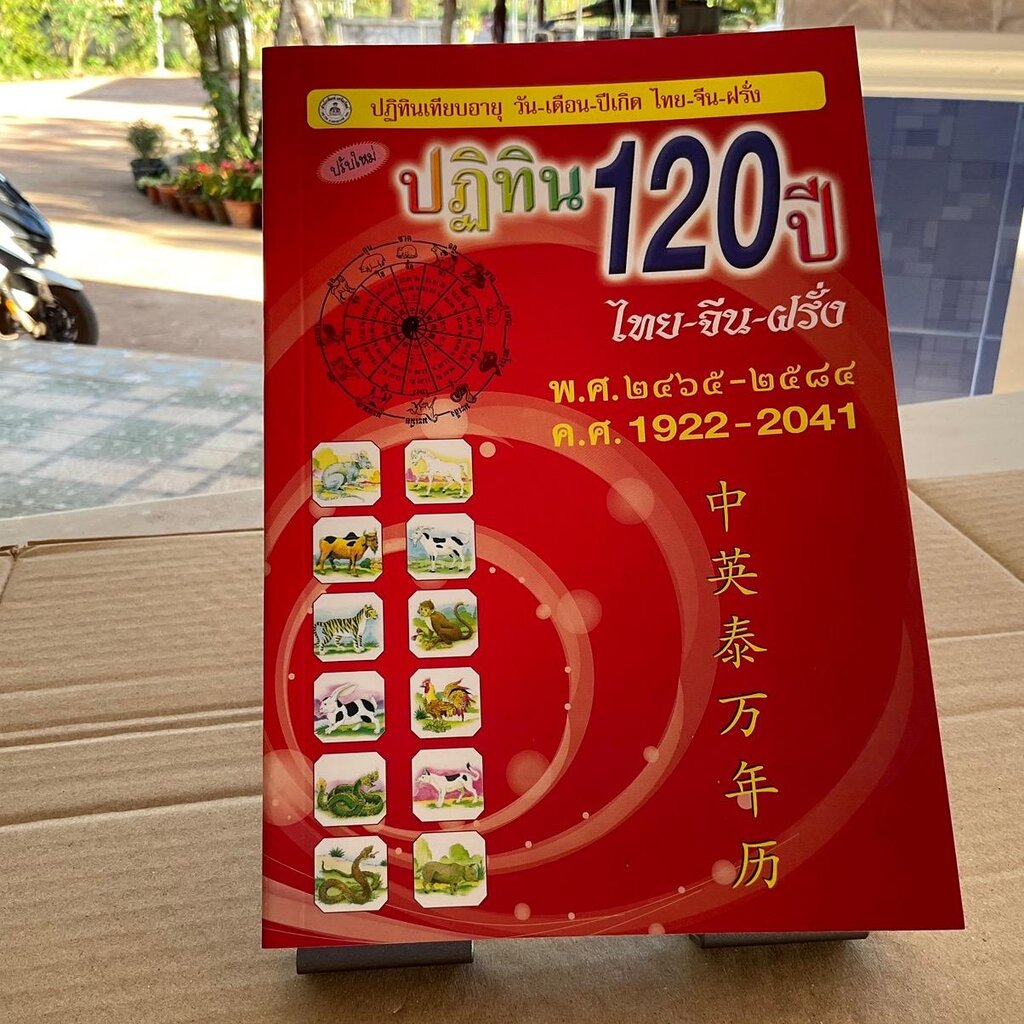 ปฏิทินเทียบอายุ วัน-เดือน-ปีเกิด ไทย-จีน-ฝรั่ง
ปรับใหม่
ปฏิทิน 120 ปี
ไทย-จีน-ฝรั่ง
พ.ศ. ๒๔๖๕-๒๕๘๔
ค.ศ. 1922-2041
中英泰万年历